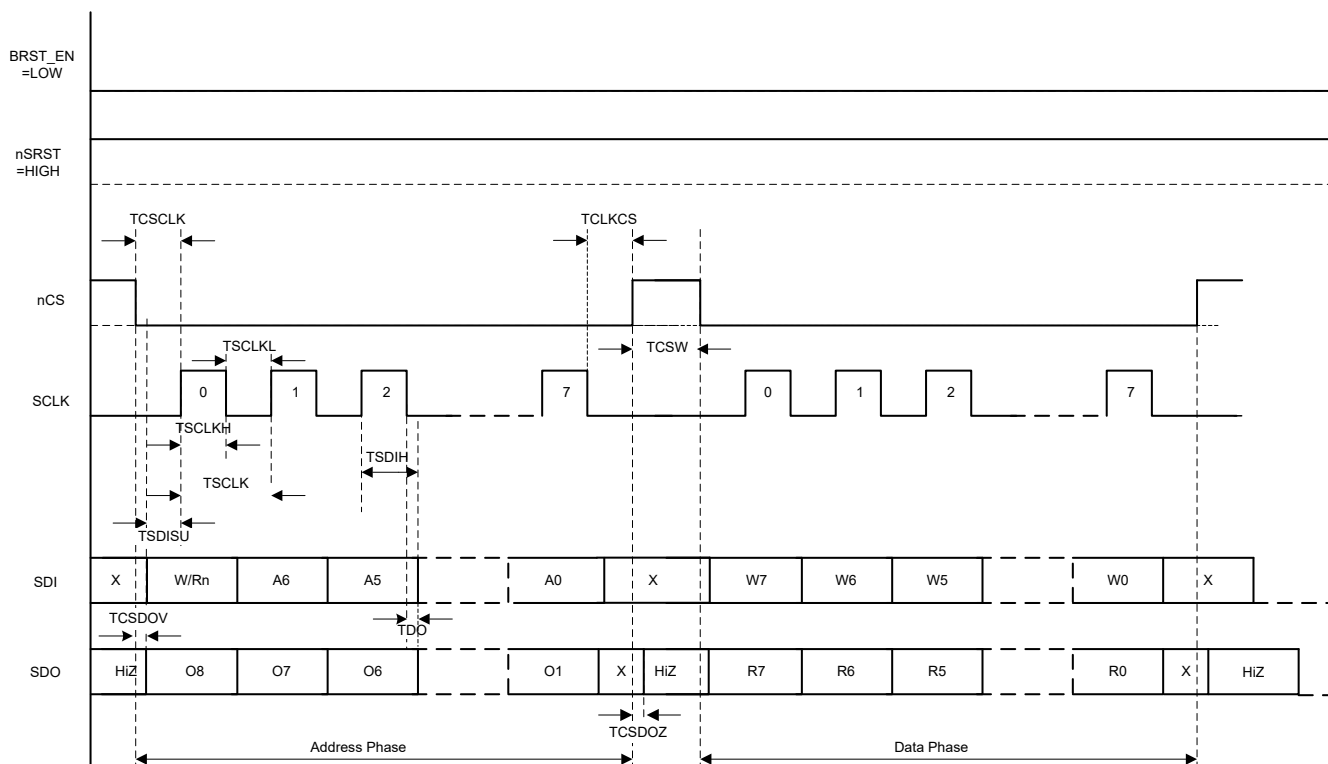 BRST_EN
=LOW
nSRST
=HIGH
TCSCLK
TCLKCS
nCS
TSCLKL
TCSW
SCLK
0
1
2
7
0
1
2
7
TSCLKH
TSDIH
TSCLK
TSDISU
SDI
X
W/Rn
A6
A5
A0
X
W7
W6
W5
W0
X
TCSDOV
TDO
SDO
HiZ
O8
O7
O6
O1
X
HiZ
R7
R6
R5
R0
X
HiZ
TCSDOZ
Address Phase
Data Phase